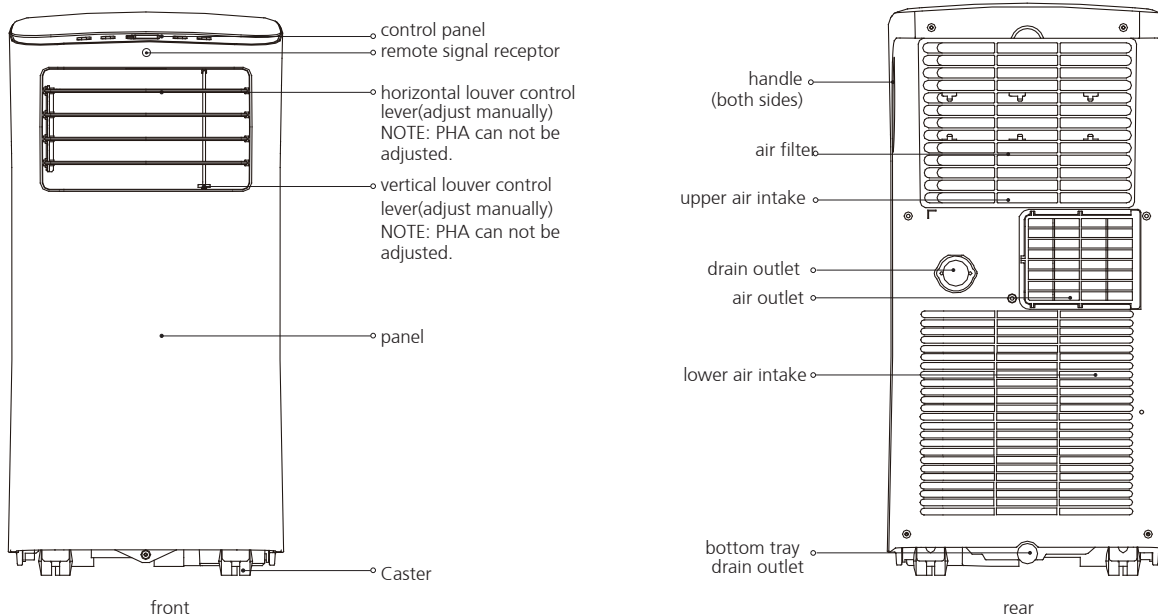 control panel
remote signal receptor
horizontal louver control
lever(adjust manually)
NOTE: PHA can not be
adjusted.
vertical louver control
lever(adjust manually)
NOTE: PHA can not be
adjusted.
panel
Caster
front
handle
(both sides)
air filter
upper air intake
drain outlet
air outlet
lower air intake
bottom tray
drain outlet
rear